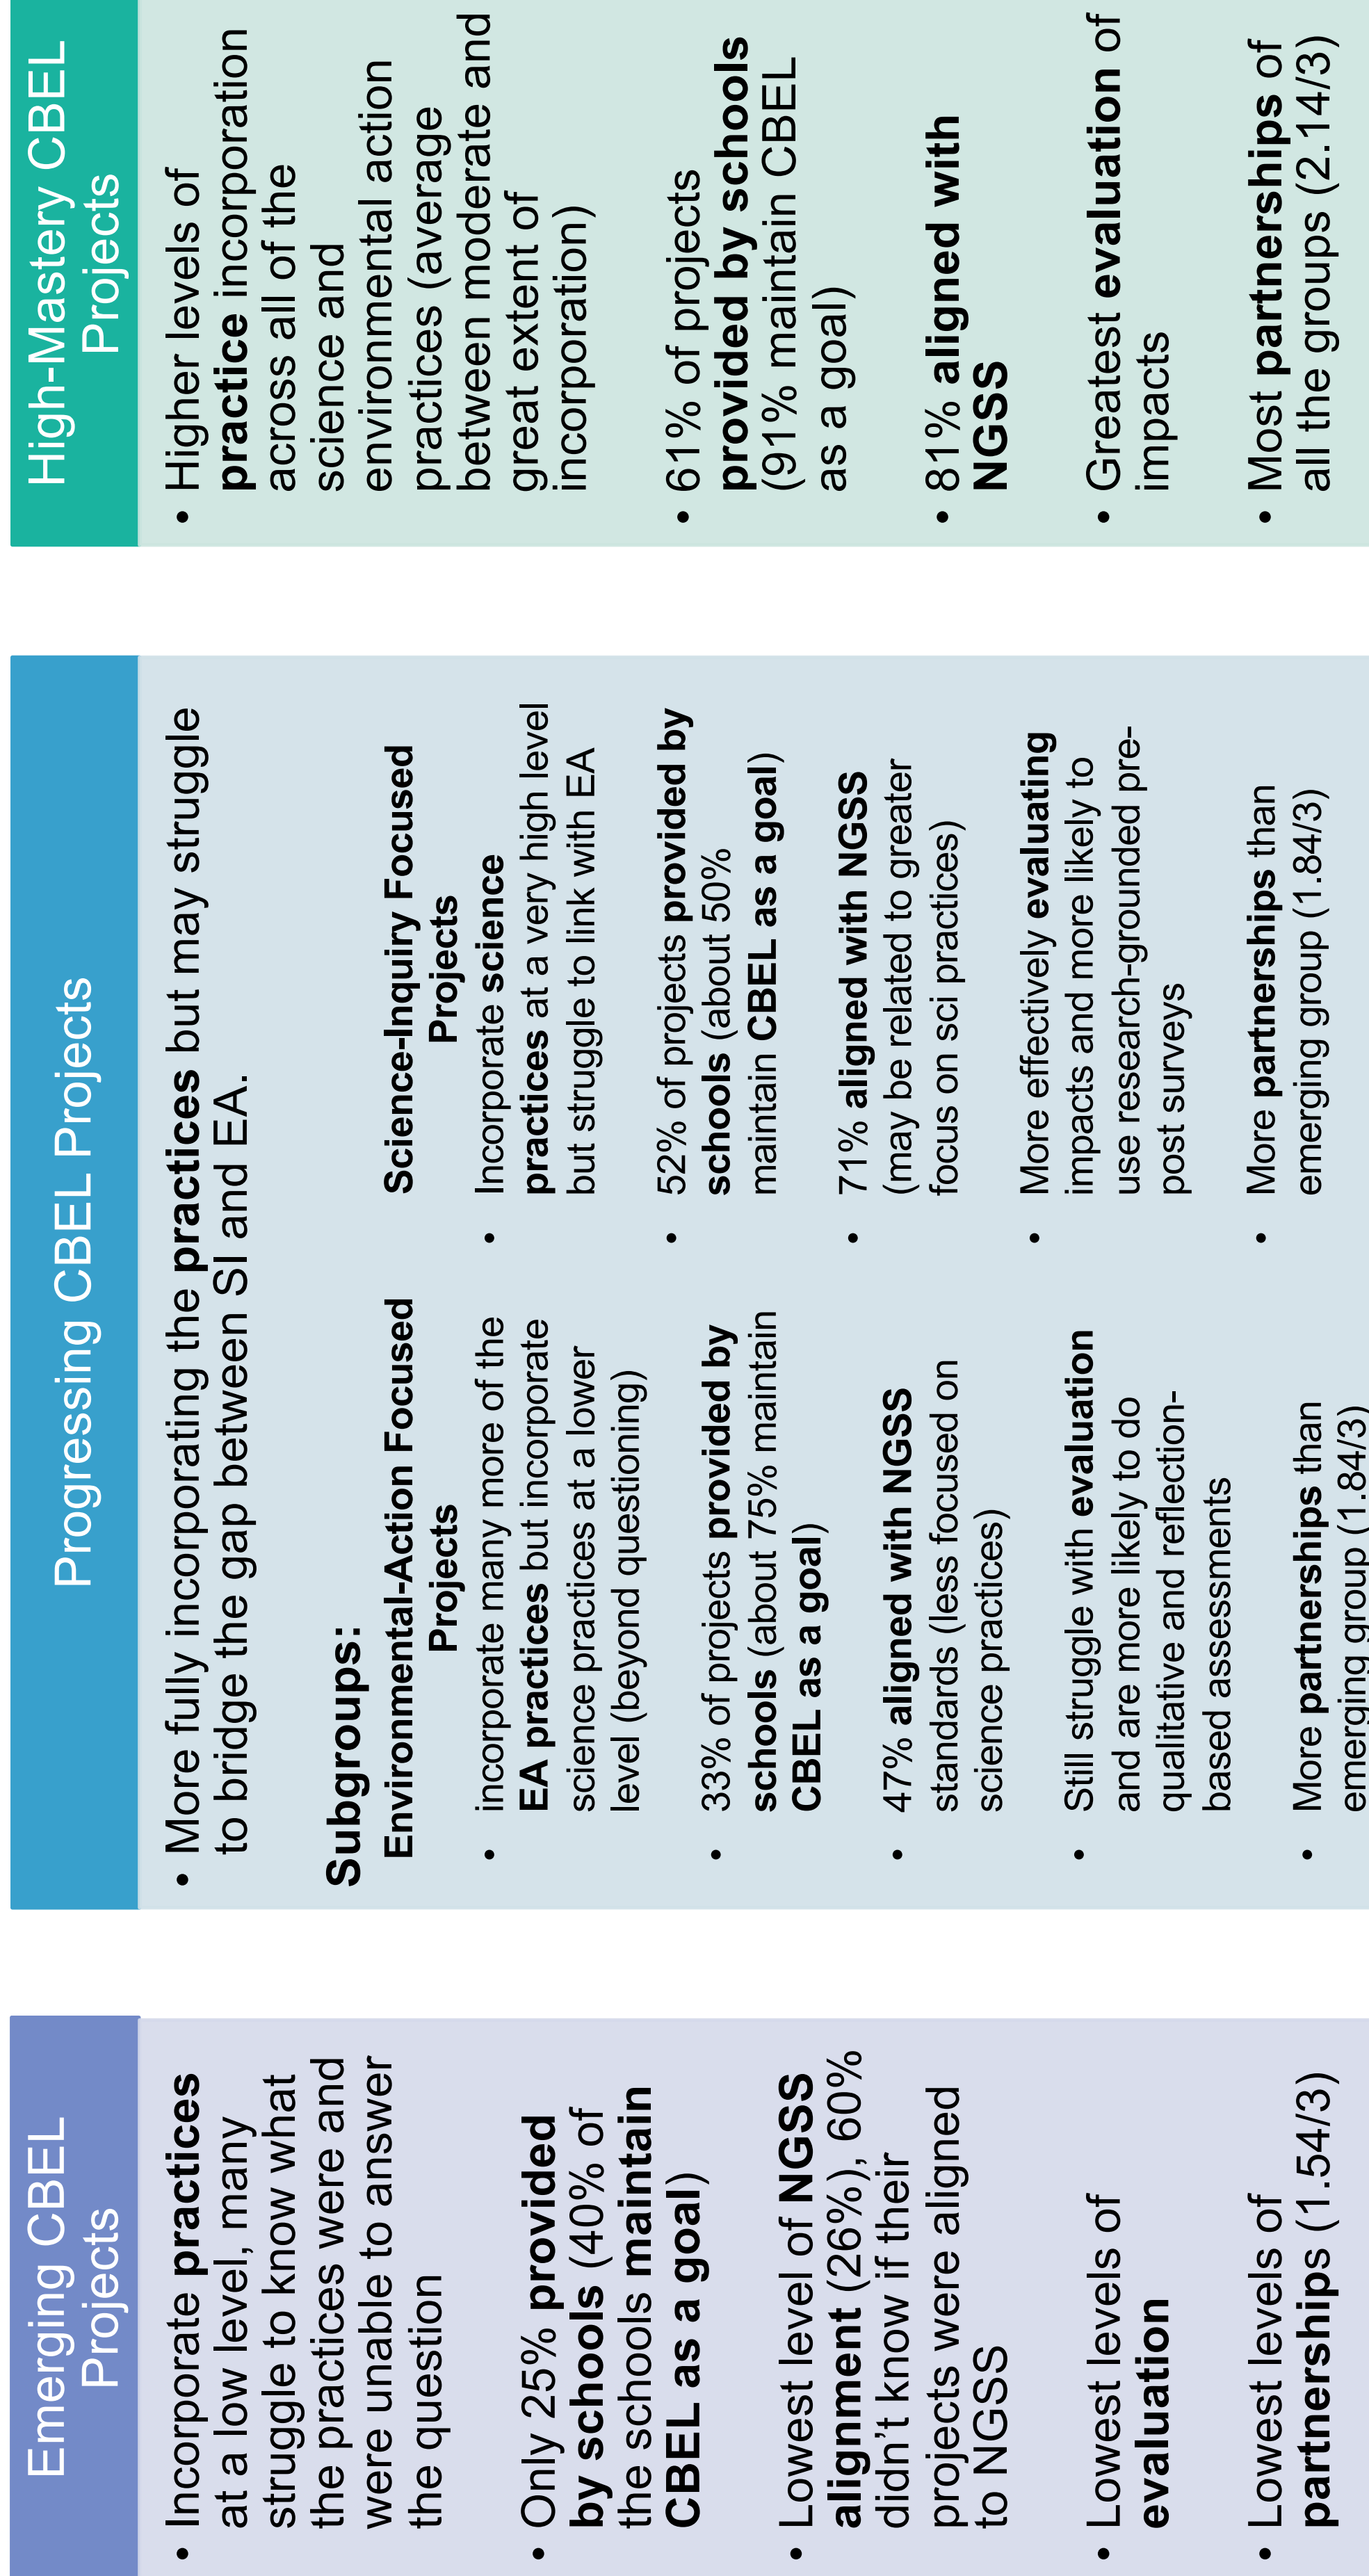 Emerging CBEL
Projects
• Incorporate practices
at a low level, many
struggle to know what
the practices were and
were unable to answer
the question
• Only 25% provided
by schools (40% of
the schools maintain
CBEL as a goal)
• Lowest level of NGSS
alignment (26%), 60%
didn't know if their
projects were aligned
to NGSS
• Lowest levels of
evaluation
• Lowest levels of
partnerships (1.54/3)
Progressing CBEL Projects
• More fully incorporating the practices but may struggle
to bridge the gap between SI and EA.
Subgroups:
Environmental-Action Focused
Projects
• incorporate many more of the
EA practices but incorporate
science practices at a lower
level (beyond questioning)
• 33% of projects provided by
schools (about 75% maintain
CBEL as a goal)
• 47% aligned with NGSS
standards (less focused on
science practices)
• Still struggle with evaluation
and are more likely to do
qualitative and reflection-
based assessments
• More partnerships than
emerging group (1.84/3)
Science-Inquiry Focused
Projects
• Incorporate science
practices at a very high level
but struggle to link with EA
• 52% of projects provided by
schools (about 50%
maintain CBEL as a goal)
• 71% aligned with NGSS
(may be related to greater
focus on sci practices)
• More effectively evaluating
impacts and more likely to
use research-grounded pre-
post surveys
• More partnerships than
emerging group (1.84/3)
High-Mastery CBEL
Projects
• Higher levels of
practice incorporation
across all of the
science and
environmental action
practices (average
between moderate and
great extent of
incorporation)
• 61% of projects
provided by schools
(91% maintain CBEL
as a goal)
• 81% aligned with
NGSS
• Greatest evaluation of
impacts
• Most partnerships of
all the groups (2.14/3)